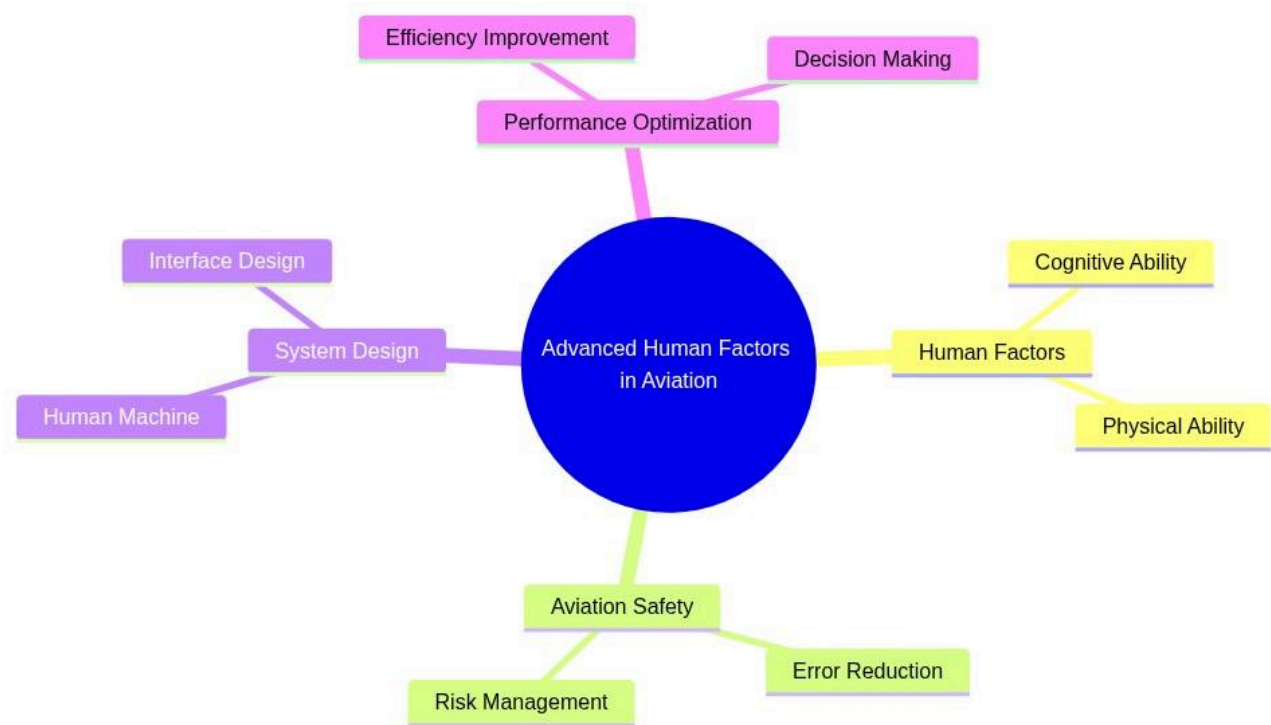 Efficiency Improvement
Decision Making
Performance Optimization
Interface Design
System Design
Human Machine
Advanced Human Factors
in Aviation
Cognitive Ability
Human Factors
Physical Ability
Aviation Safety
Error Reduction
Risk Management